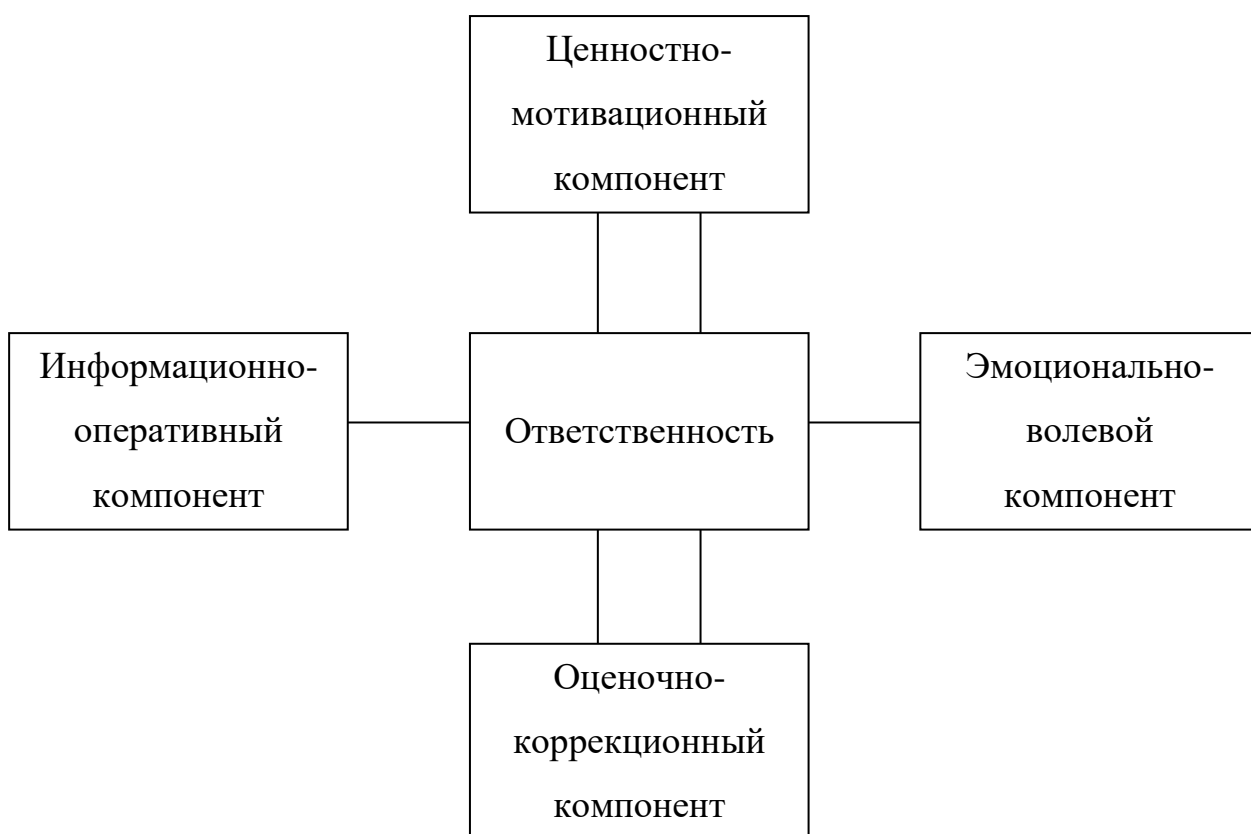 Ценностно-
мотивационный
компонент
Информационно-
оперативный
компонент
Ответственность
Эмоционально-
волевой
компонент
Оценочно-
коррекционный
компонент